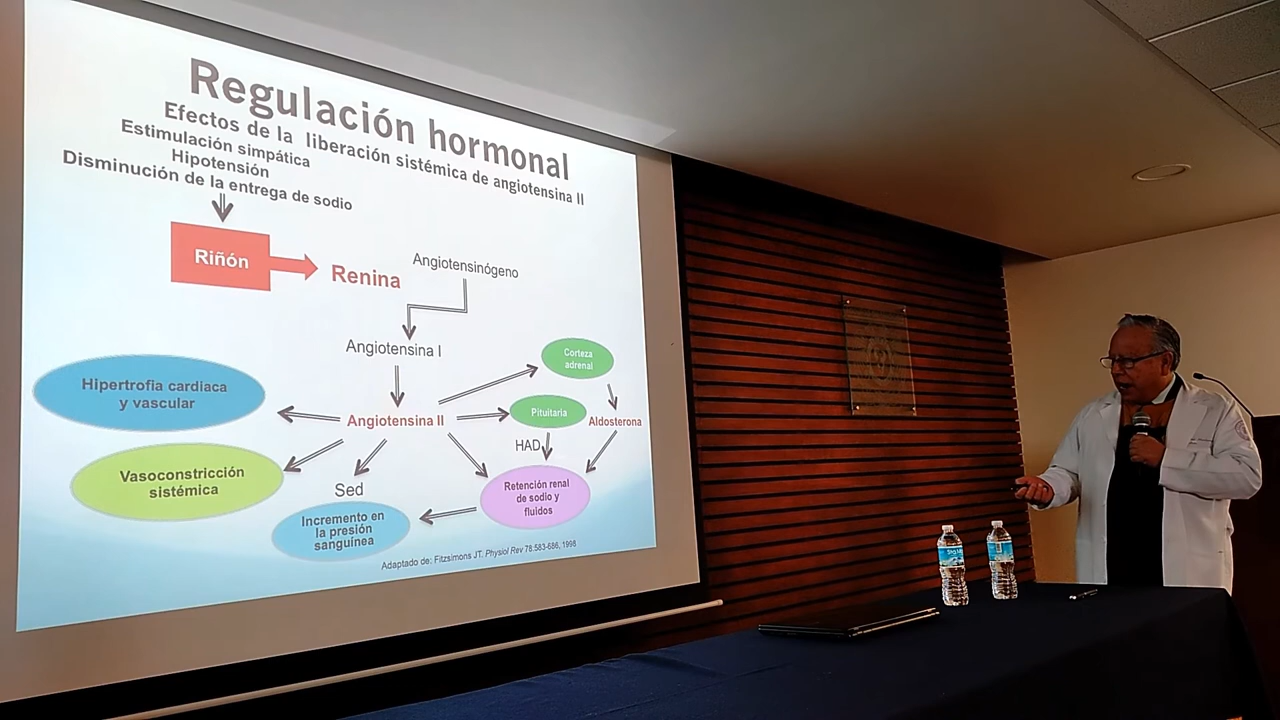 Regulación hormonal
Efectos de la liberación sistémica de angiotensina II
Estimulación simpática
Hipotensión
Disminución de la entrega de sodio
Riñón
Renina
Angiotensinógeno
Angiotensina I
Corteza
adrenal
Hipertrofia cardiaca
y vascular
Angiotensina II
Pituitaria
Aldosterona
HAD
Vasoconstricción
sistémica
Sed
Retención renal
de sodio y
fluidos
Incremento en
la presión
sanguínea
Adaptado de: Fitzsimons JT. Physiol Rev 78:583-686, 1998